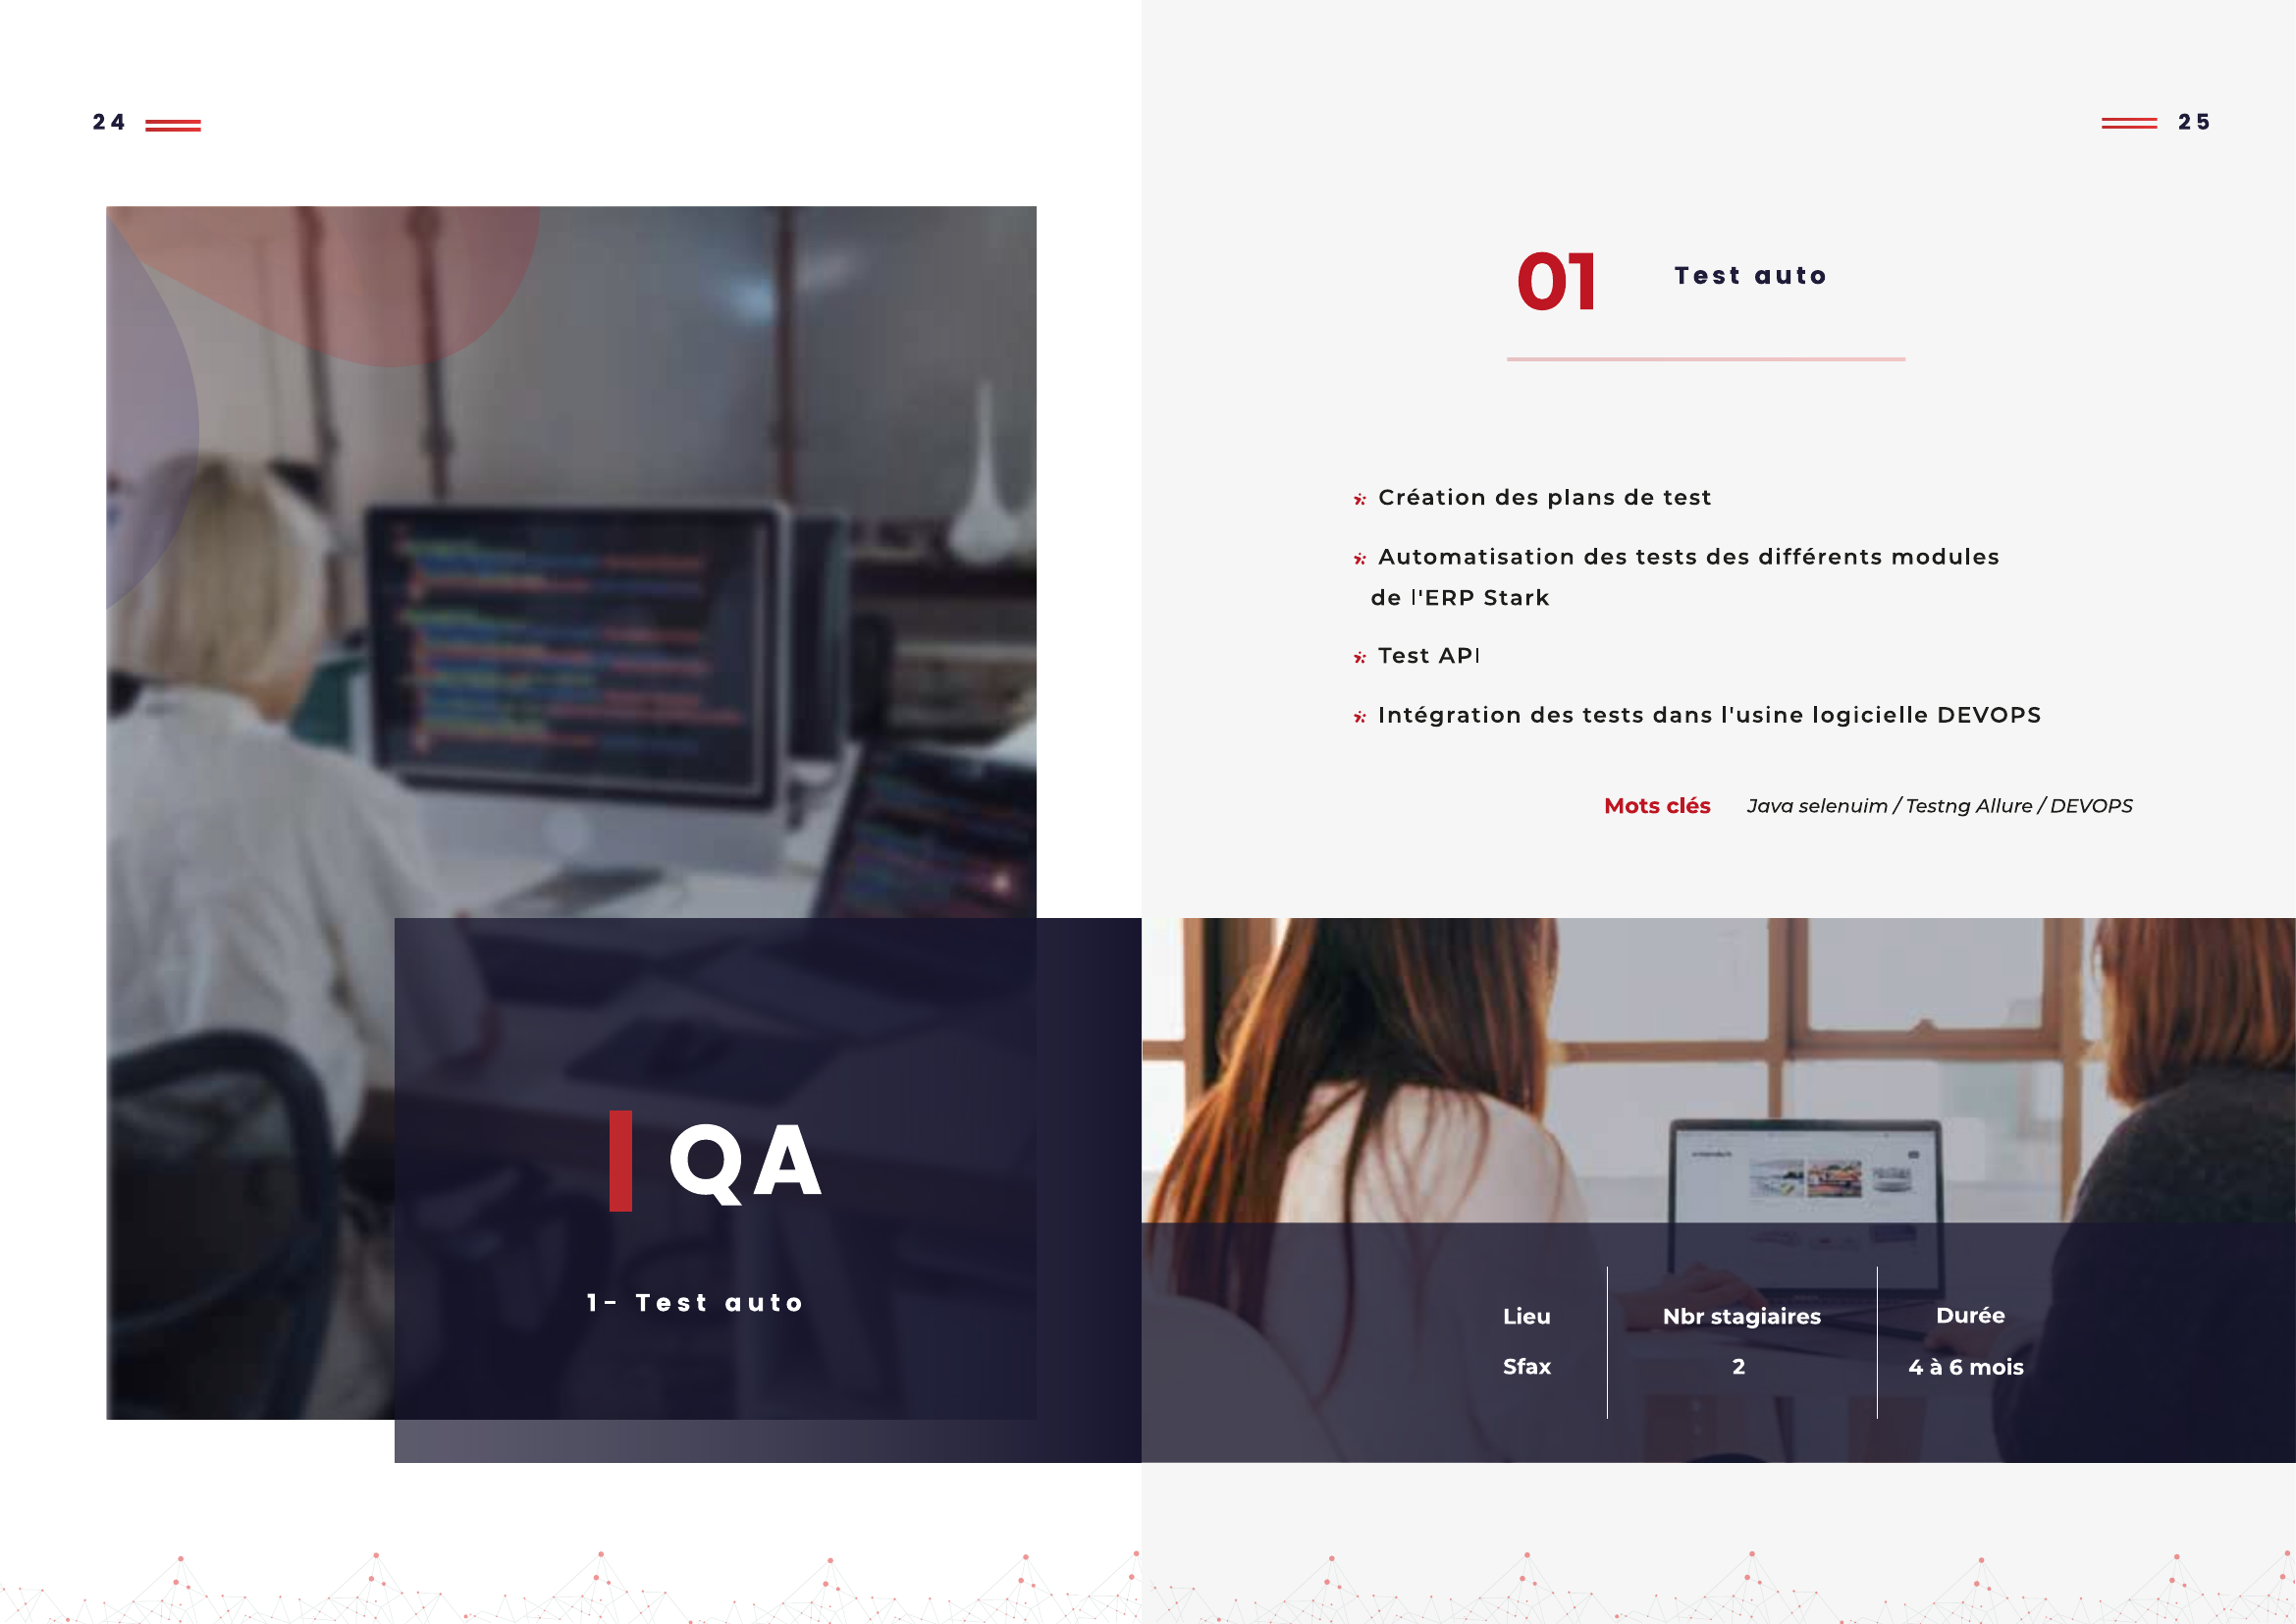 24
QA
1- Test auto
25
01 Test auto
Création des plans de test
Automatisation des tests des différents modules
de l'ERP Stark
Test API
Intégration des tests dans l'usine logicielle DEVOPS
Mots clés Java selenuim / Testng Allure / DEVOPS
Lieu Nbr stagiaires Durée
Sfax 2 4 à 6 mois